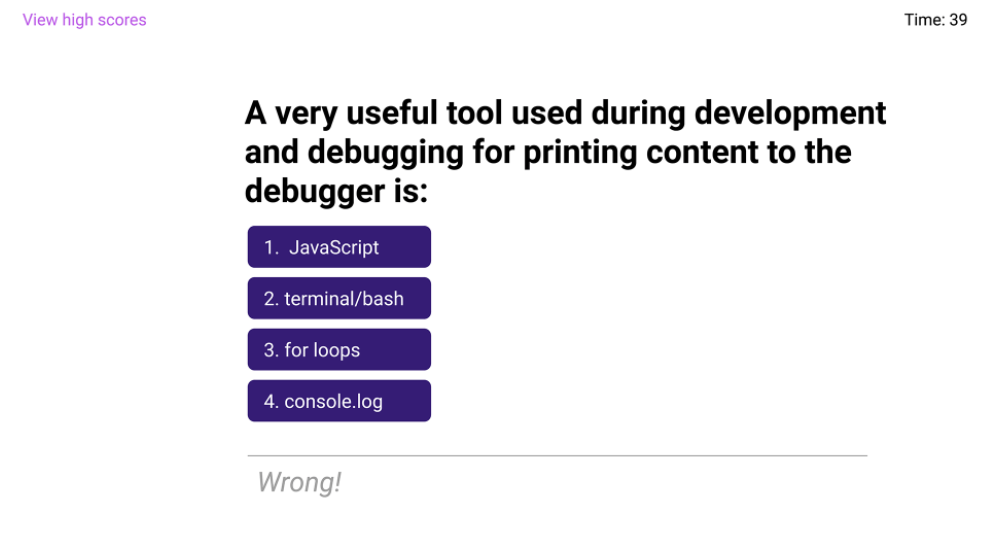 View high scores
Time: 39
A very useful tool used during development
and debugging for printing content to the
debugger is:
1. JavaScript
2. terminal/bash
3. for loops
4. console.log
Wrong!